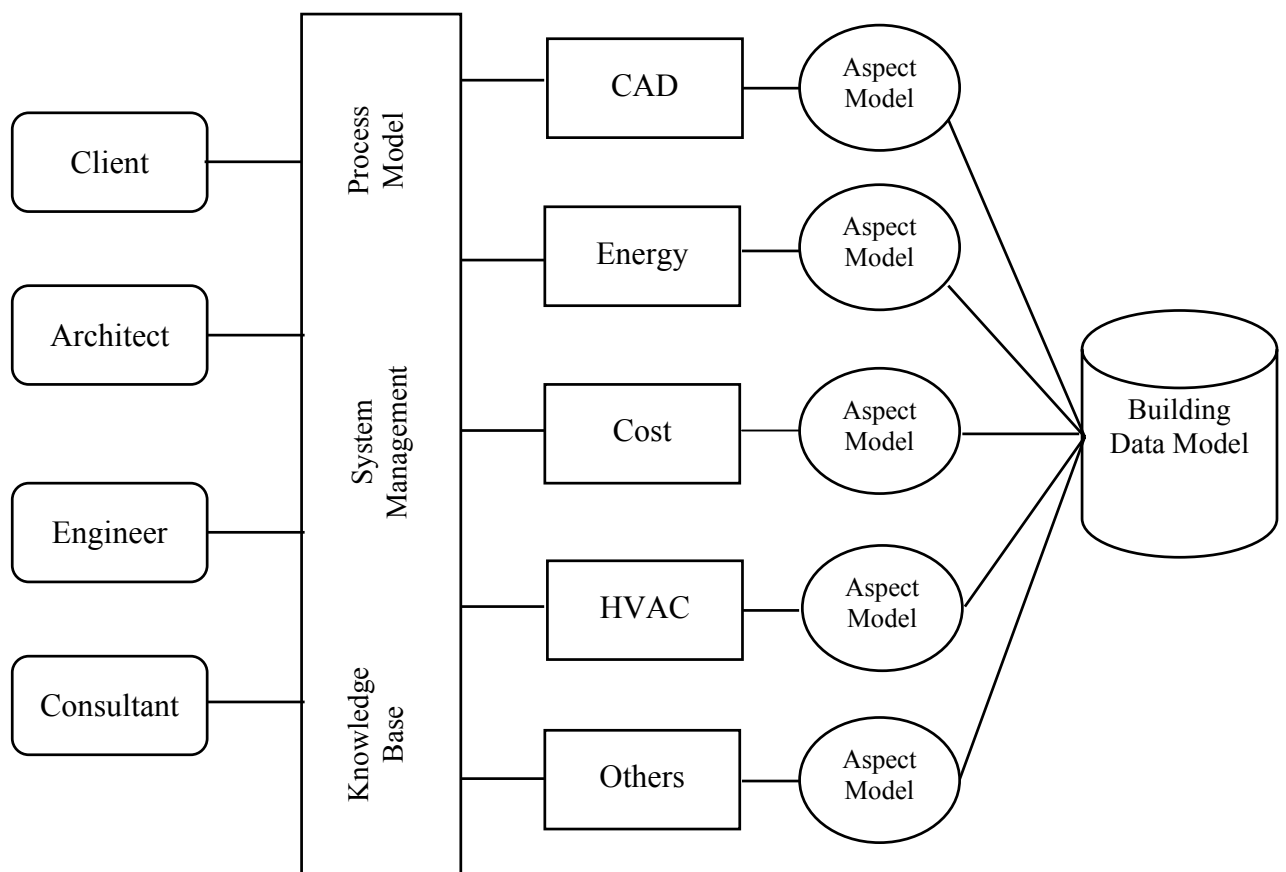 Client
Architect
Engineer
Consultant
Process
Model
System
Management
Knowledge
Base
CAD
Energy
Cost
HVAC
Others
Aspect
Model
Aspect
Model
Aspect
Model
Aspect
Model
Aspect
Model
Building
Data Model